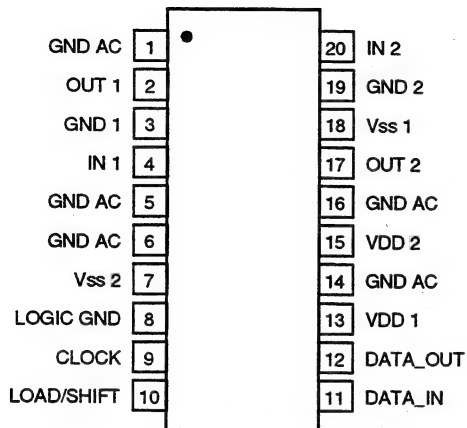 GND AC 1 20 IN 2
OUT 1 2 19 GND 2
GND 1 3 18 Vss 1
IN 1 4 17 OUT 2
GND AC 5 16 GND AC
GND AC 6 15 VDD 2
Vss 2 7 14 GND AC
LOGIC GND 8 13 VDD 1
CLOCK 9 12 DATA_OUT
LOAD/SHIFT 10 11 DATA_IN